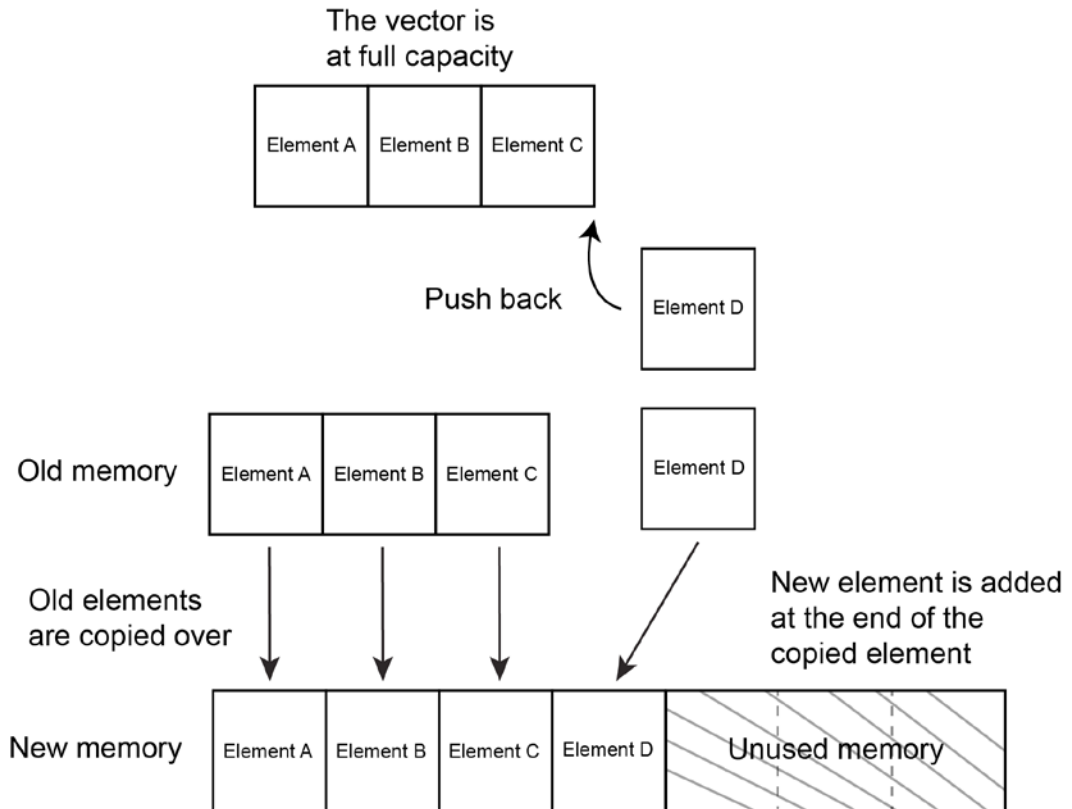 The vector is
at full capacity
Element A Element B Element C
Push back
Element D
Old memory
Element A Element B Element C
Element D
Old elements
are copied over
New element is added
at the end of the
copied element
New memory
Element A Element B Element C Element D
Unused memory